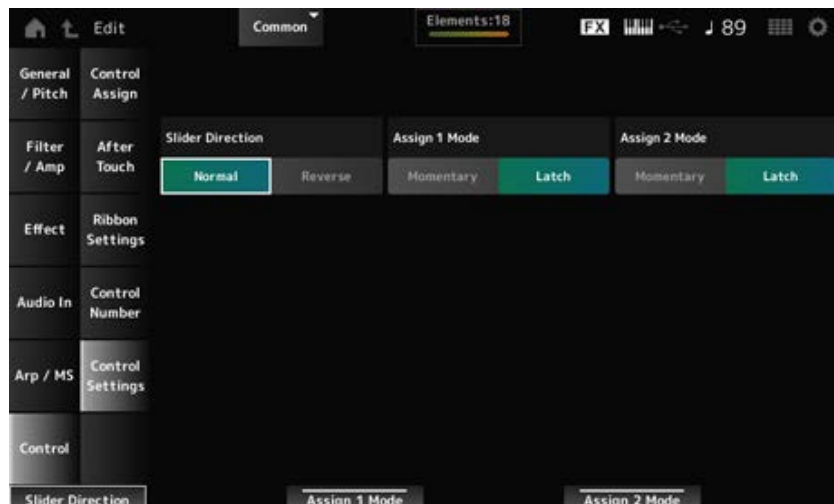 Edit
Common
Elements:18
FX
♩ 89
General
/ Pitch
Control
Assign
Filter
/ Amp
After
Touch
Slider Direction
Assign 1 Mode
Assign 2 Mode
Normal
Reverse
Momentary
Latch
Momentary
Latch
Effect
Ribbon
Settings
Audio In
Control
Number
Arp / MS
Control
Settings
Control
Slider Direction
Assign 1 Mode
Assign 2 Mode